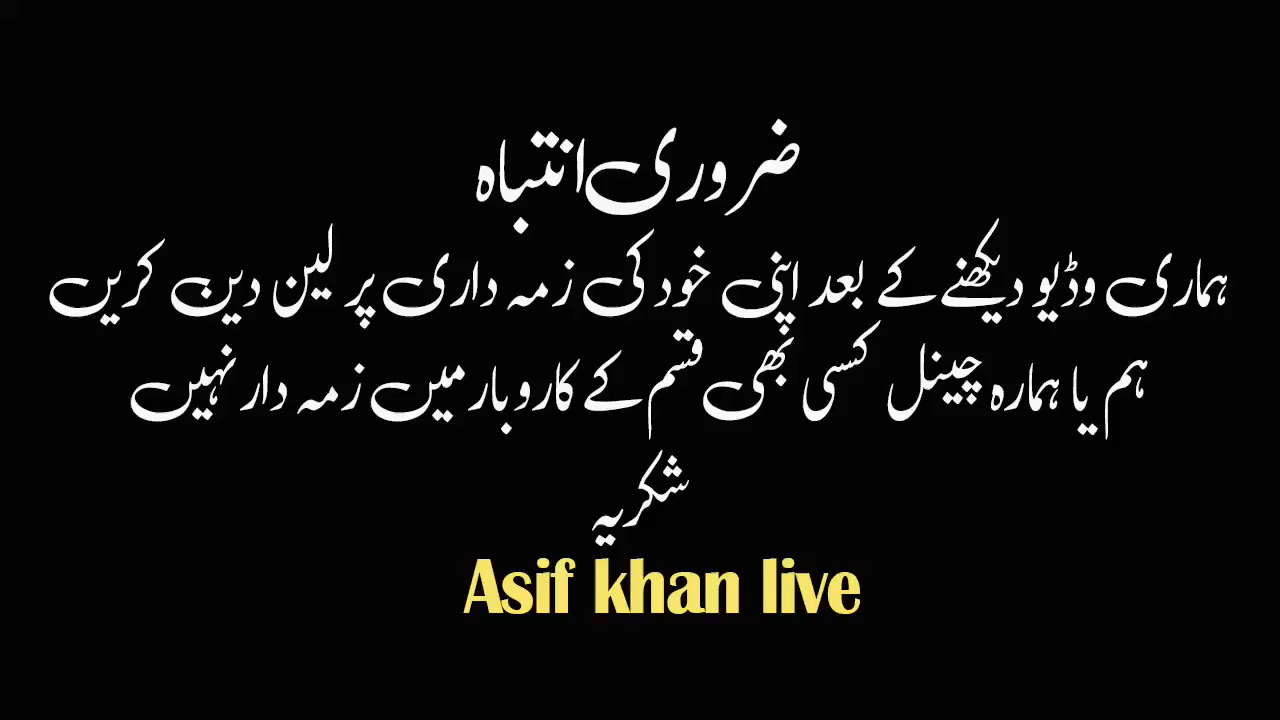 ضروری انتباہ
ہماری وڈیو دیکھنے کے بعد اپنی خود کی زمہ داری پر لین دین کریں
ہم یا ہمارہ چینل کسی بھی قسم کے کاروبار میں زمہ دار نہیں
شکریہ
Asif khan live